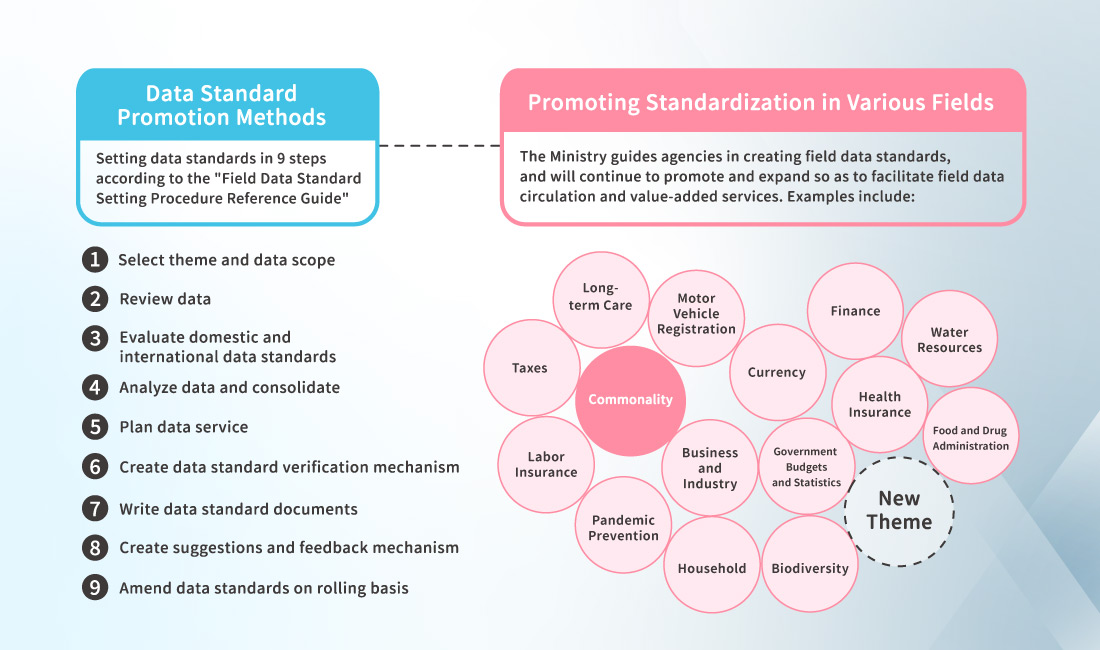 Data Standard
Promotion Methods
Setting data standards in 9 steps
according to the "Field Data Standard
Setting Procedure Reference Guide"
1 Select theme and data scope
2 Review data
3 Evaluate domestic and
international data standards
4 Analyze data and consolidate
5 Plan data service
6 Create data standard verification mechanism
7 Write data standard documents
8 Create suggestions and feedback mechanism
9 Amend data standards on rolling basis
Promoting Standardization in Various Fields
The Ministry guides agencies in creating field data standards,
and will continue to promote and expand so as to facilitate field data
circulation and value-added services. Examples include:
Long-
term Care
Motor
Vehicle
Registration
Taxes
Commonality
Labor
Insurance
Pandemic
Prevention
Business
and
Industry
Household
Currency
Finance
Water
Resources
Health
Insurance
Food and Drug
Administration
Government
Budgets
and Statistics
Biodiversity
New
Theme